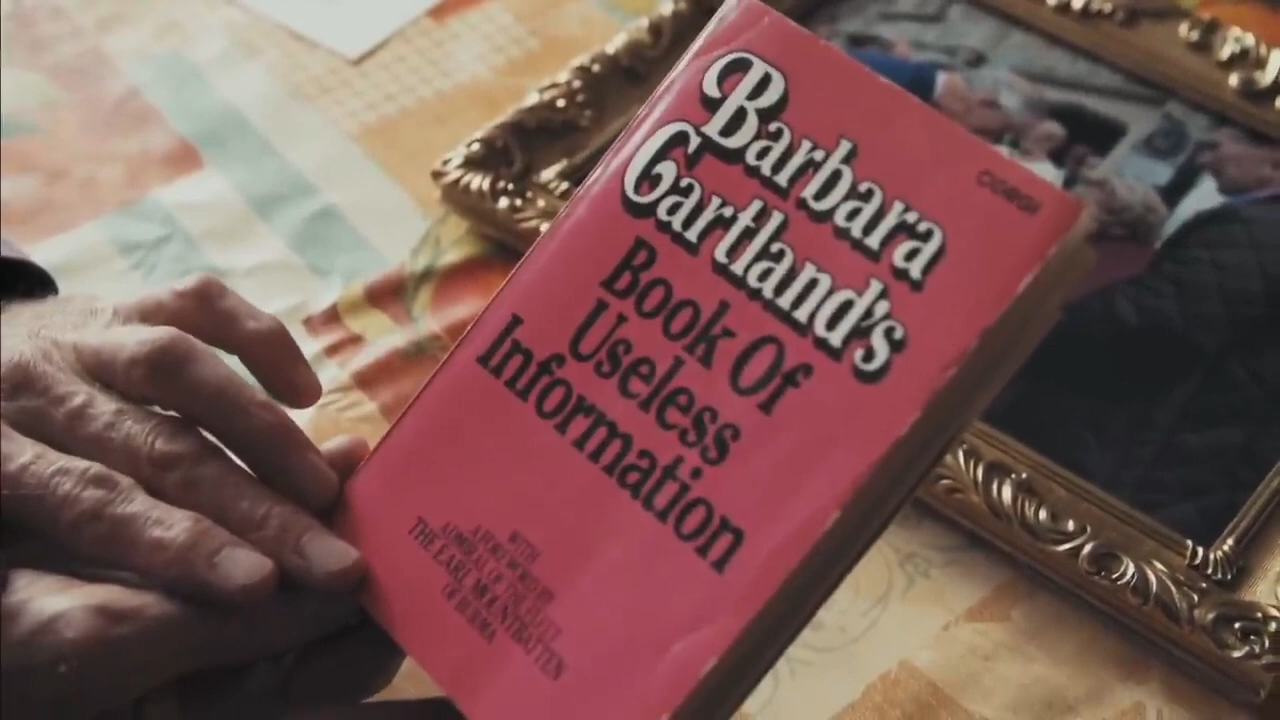 CORGI
Barbara
Cartland's
Book Of
Useless
Information
WITH
A FOREWORD BY
ADMIRAL OF THE FLEET
THE EARL MOUNTBATTEN
OF BURMA